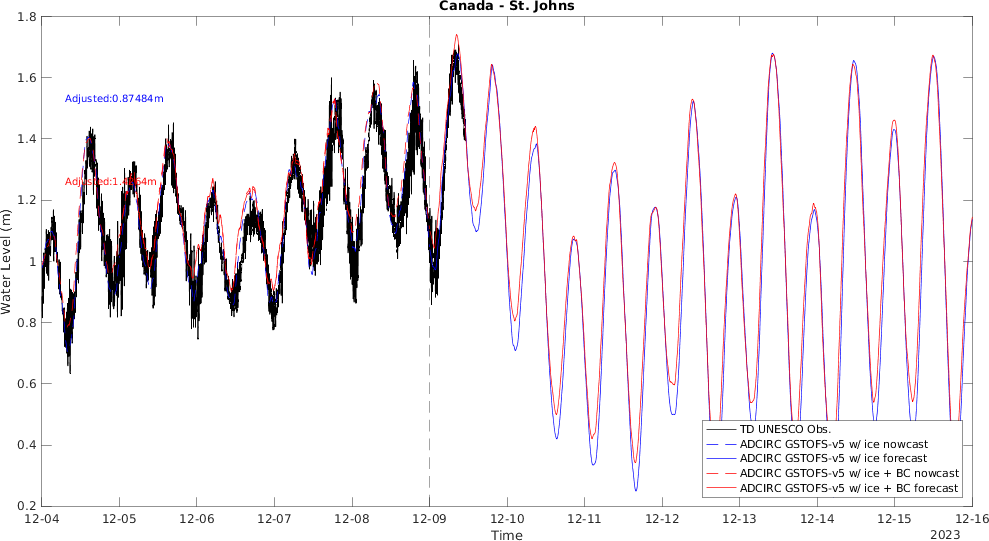 Canada - St. Johns
1.8
1.6
1.4
1.2
1
0.8
0.6
0.4
0.2
Water Level (m)
Adjusted:0.87484m
TD UNESCO Obs.
ADCIRC GSTOFS-v5 w/ ice nowcast
ADCIRC GSTOFS-v5 w/ ice forecast
ADCIRC GSTOFS-v5 w/ ice + BC nowcast
ADCIRC GSTOFS-v5 w/ ice + BC forecast
12-04 12-05 12-06 12-07 12-08 12-09 12-10 12-11 12-12 12-13 12-14 12-15 12-16
Time
2023